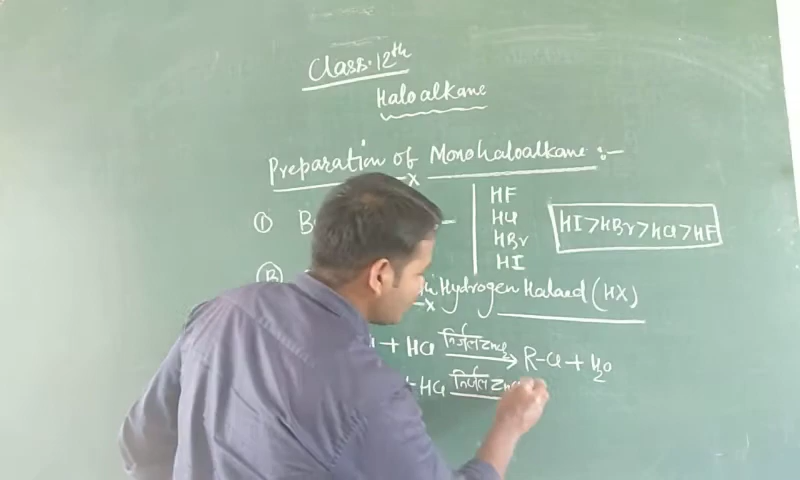 Class. 12th
Haloalkane
Preparation of Monohaloalkane :-
-X
① B
HF
HCl
HBr
HI
HI > HBr > HCl > HF
Ⓑ
Hydrogen Halaed (HX)
-x
+ HCl निर्जल ZnCl2 R-Cl + H2O
+ HCl निर्जल